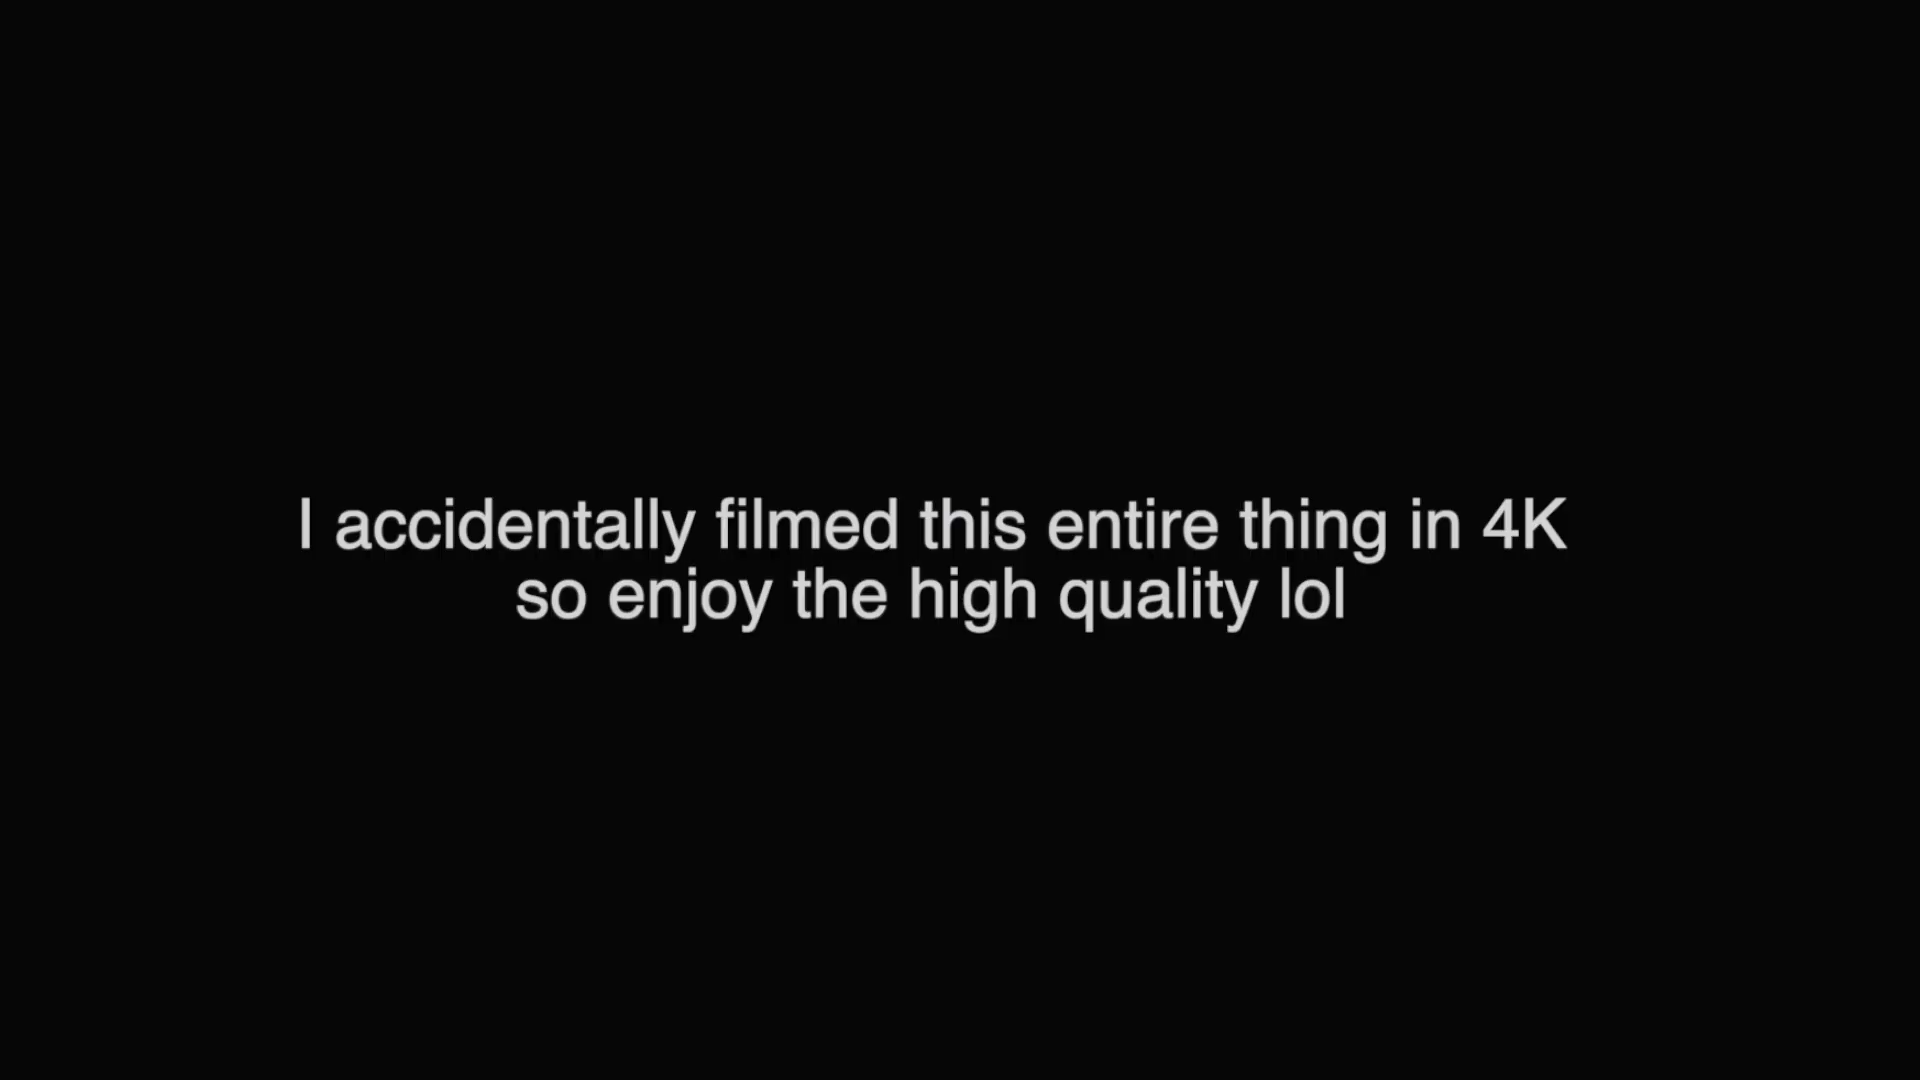 I accidentally filmed this entire thing in 4K
so enjoy the high quality lol